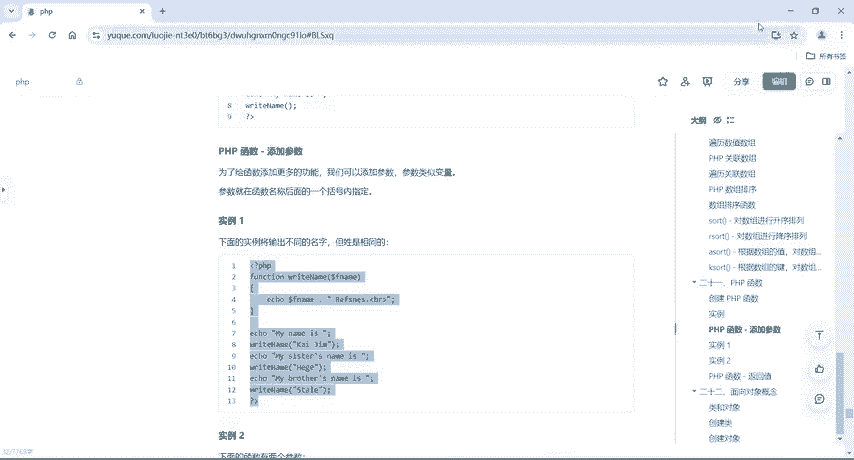 php
yuque.com/luojie-nt3e0/bt6bg3/dwuhgnxm0ngc91lo#BLSxq
所有书签
php
分享
编辑
8 writeName();
9 ?>
PHP 函数 - 添加参数
为了给函数添加更多的功能，我们可以添加参数，参数类似变量。
参数就在函数名称后面的一个括号内指定。
实例 1
下面的实例将输出不同的名字，但姓是相同的：
1 <?php
2 function writeName($fname)
3 {
4 echo $fname . " Refsnes.<br>";
5 }
6
7 echo "My name is ";
8 writeName("Kai Jim");
9 echo "My sister's name is ";
10 writeName("Hege");
11 echo "My brother's name is ";
12 writeName("Stale");
13 ?>
实例 2
下面的函数有两个参数：
大纲
遍历数值数组
PHP 关联数组
遍历关联数组
PHP 数组排序
数组排序函数
sort() - 对数组进行升序排列
rsort() - 对数组进行降序排列
asort() - 根据数组的值，对数组...
ksort() - 根据数组的键，对数组...
二十一、PHP 函数
创建 PHP 函数
实例
PHP 函数 - 添加参数
实例 1
实例 2
PHP 函数 - 返回值
二十二、面向对象概念
类和对象
创建类
创建对象